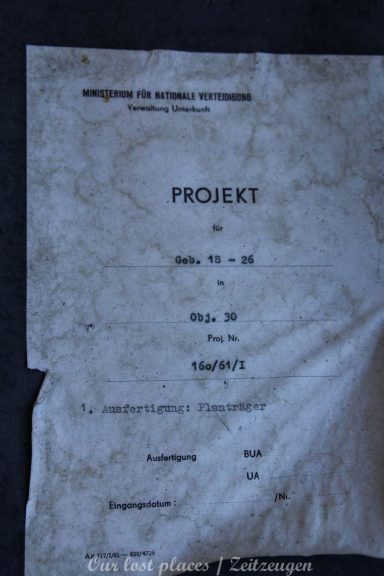 MINISTERIUM FÜR NATIONALE VERTEIDIGUNG
Verwaltung Unterkunft
PROJEKT
für
Geb. 18 - 26
in
Obj. 30
Proj. Nr.
16o/61/I
1. Ausfertigung: Planträger
Ausfertigung BUA
UA
Eingangsdatum : /Nr.
Our lost places | Zeitzeugen